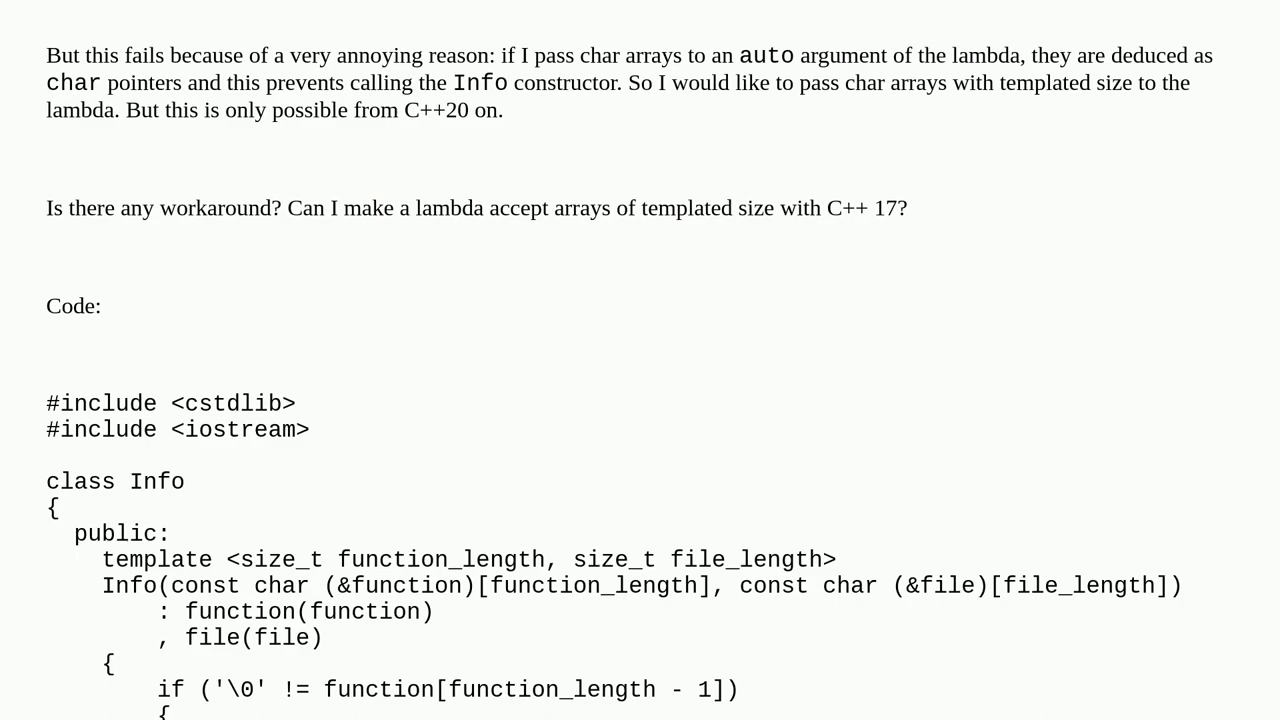 But this fails because of a very annoying reason: if I pass char arrays to an auto argument of the lambda, they are deduced as
char pointers and this prevents calling the Info constructor. So I would like to pass char arrays with templated size to the
lambda. But this is only possible from C++20 on.
Is there any workaround? Can I make a lambda accept arrays of templated size with C++ 17?
Code:
#include <cstdlib>
#include <iostream>
class Info
{
public:
template <size_t function_length, size_t file_length>
Info(const char (&function)[function_length], const char (&file)[file_length])
: function(function)
, file(file)
{
if ('\0' != function[function_length - 1])
{